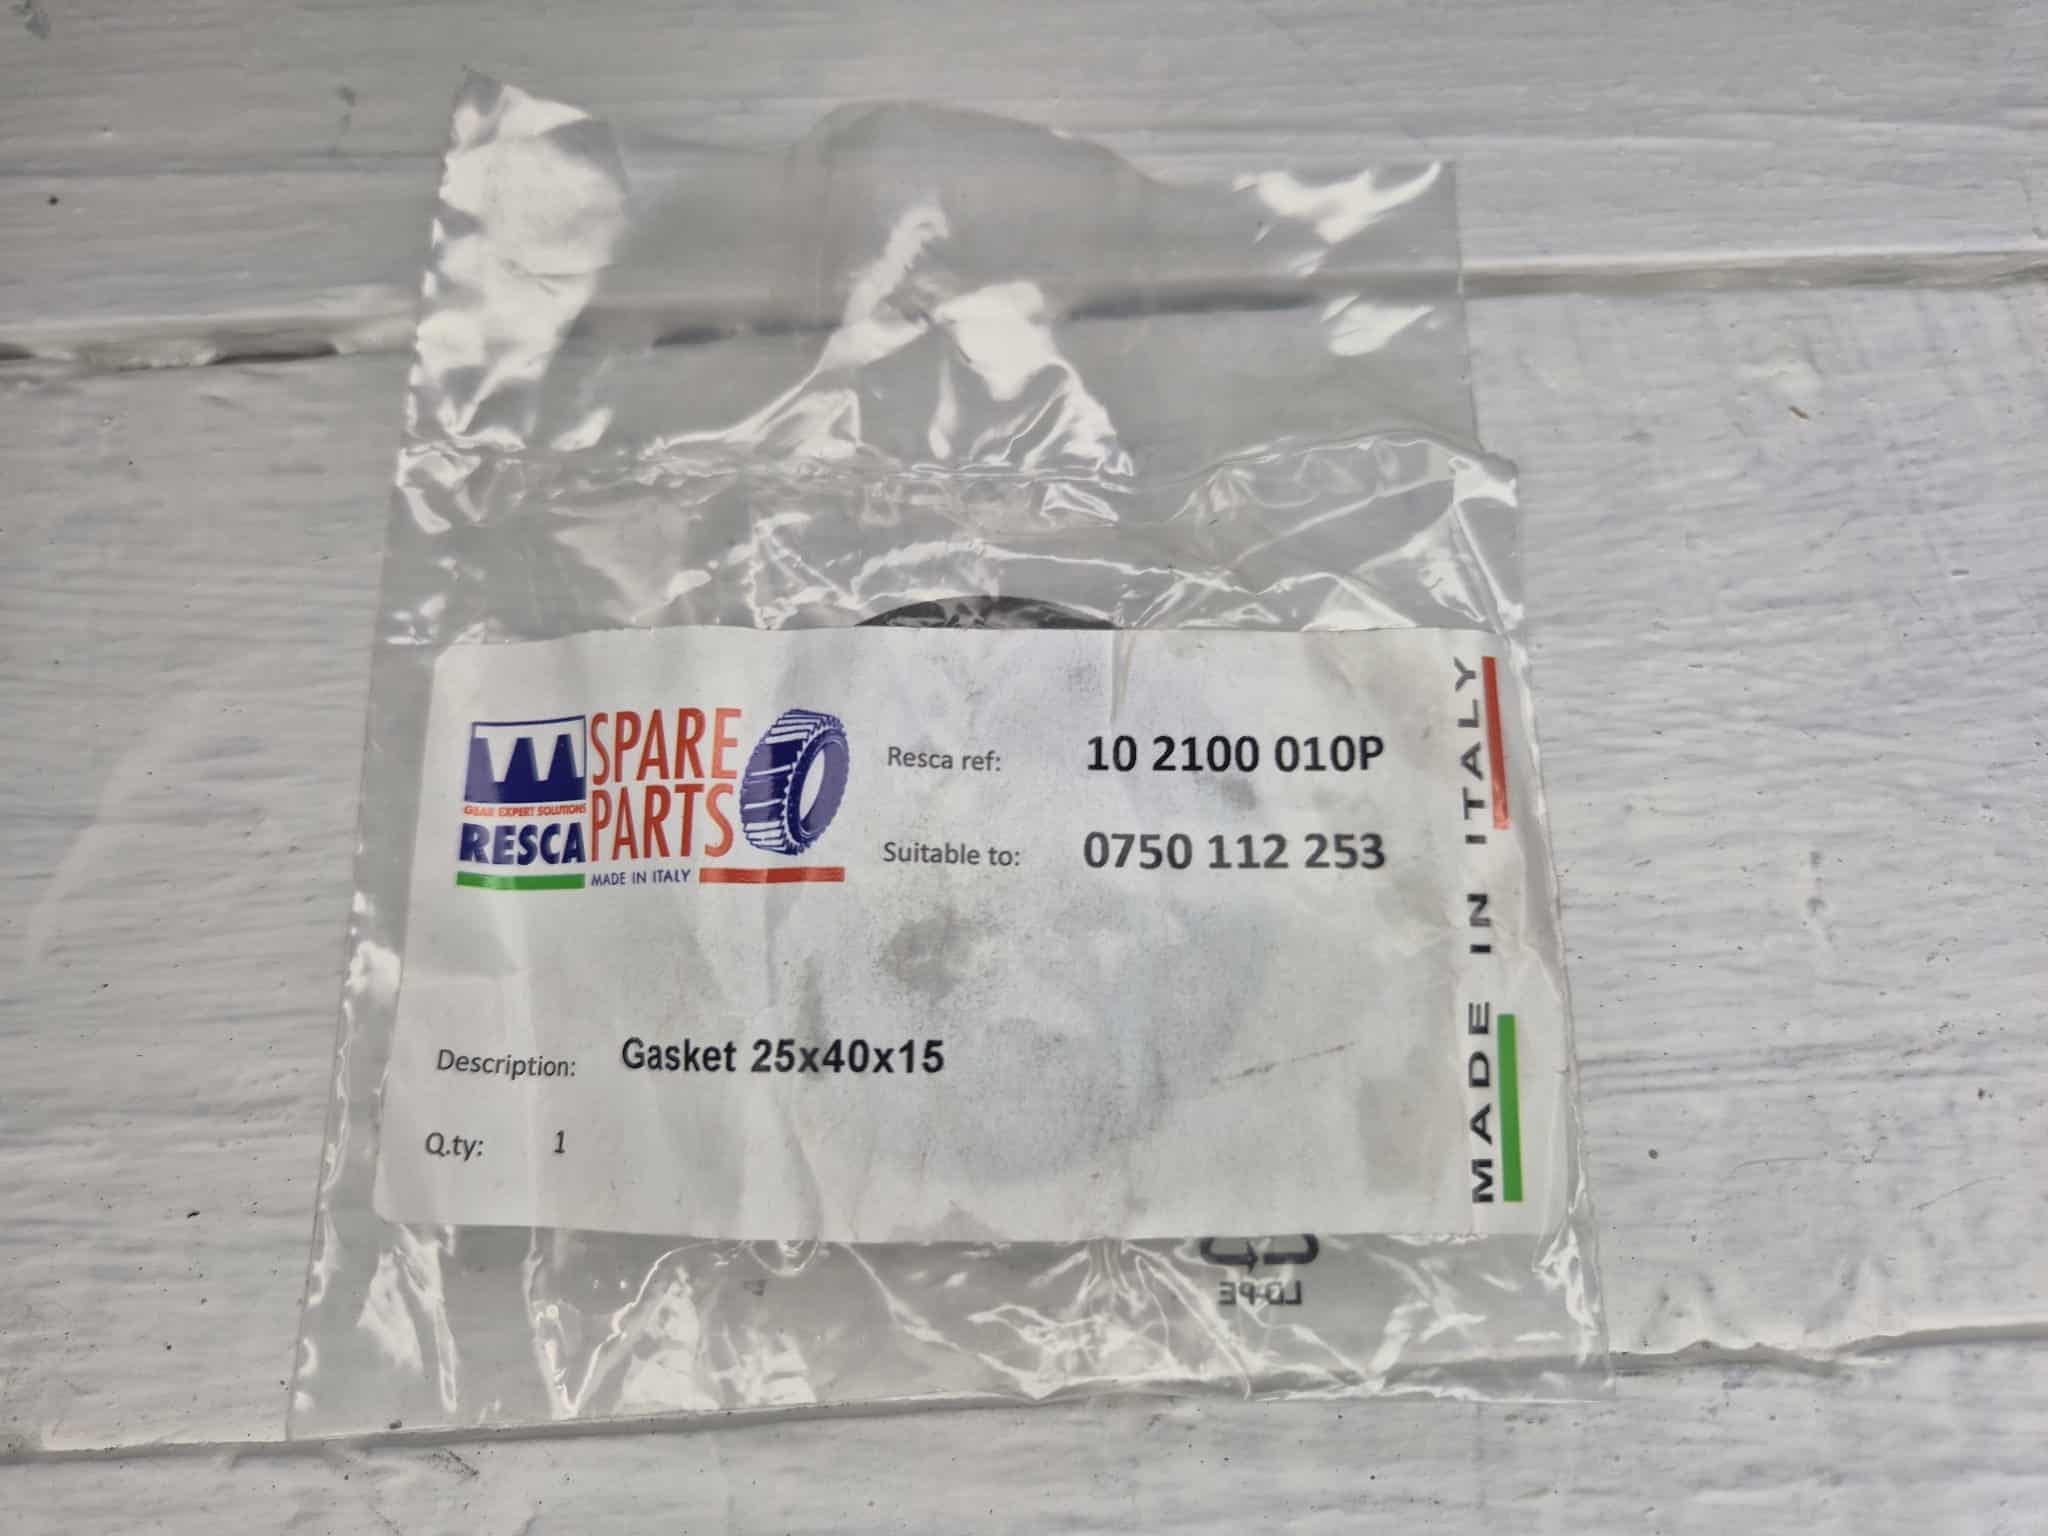 SPARE
PARTS
GEAR EXPERT SOLUTIONS
RESCA
MADE IN ITALY
Resca ref: 10 2100 010P
Suitable to: 0750 112 253
Description: Gasket 25x40x15
Q.ty: 1
MADE IN ITALY
LD-PE